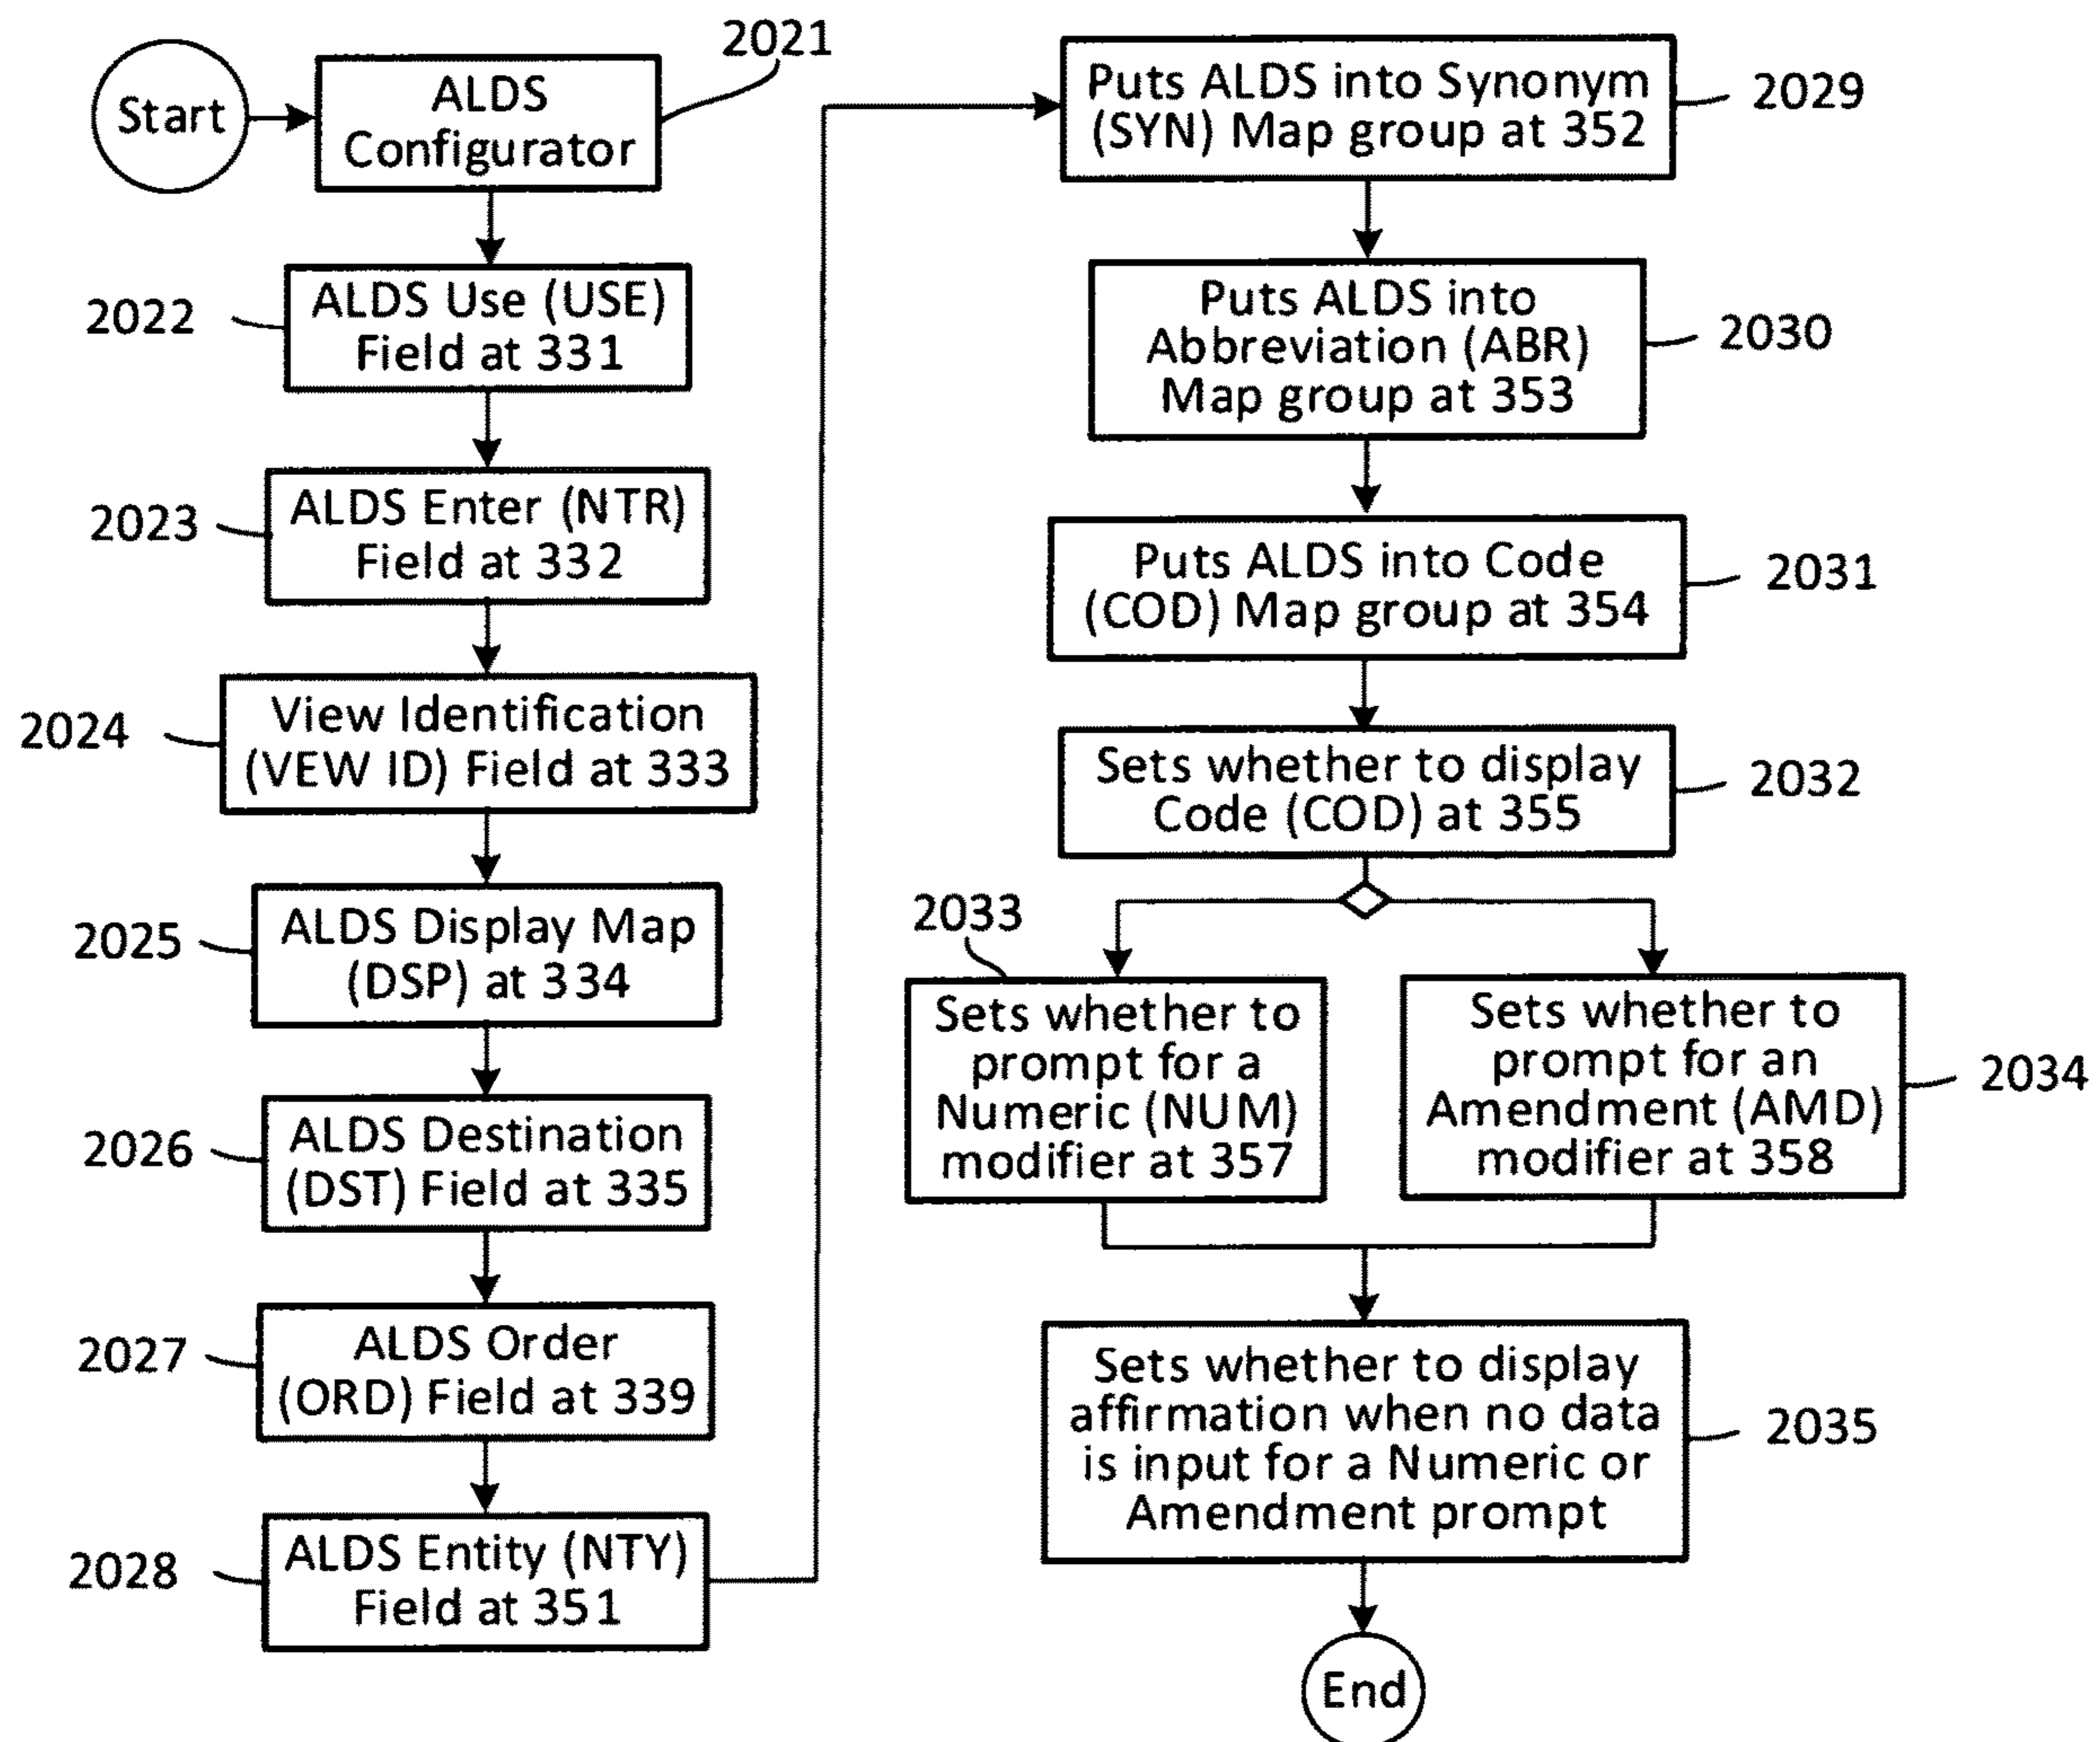 Start
ALDS
Configurator
2021
2022
ALDS Use (USE)
Field at 331
2023
ALDS Enter (NTR)
Field at 332
2024
View Identification
(VEW ID) Field at 333
2025
ALDS Display Map
(DSP) at 334
2026
ALDS Destination
(DST) Field at 335
2027
ALDS Order
(ORD) Field at 339
2028
ALDS Entity (NTY)
Field at 351
Puts ALDS into Synonym
(SYN) Map group at 352
2029
Puts ALDS into
Abbreviation (ABR)
Map group at 353
2030
Puts ALDS into Code
(COD) Map group at 354
2031
Sets whether to display
Code (COD) at 355
2032
2033
Sets whether to
prompt for a
Numeric (NUM)
modifier at 357
Sets whether to
prompt for an
Amendment (AMD)
modifier at 358
2034
Sets whether to display
affirmation when no data
is input for a Numeric or
Amendment prompt
2035
End